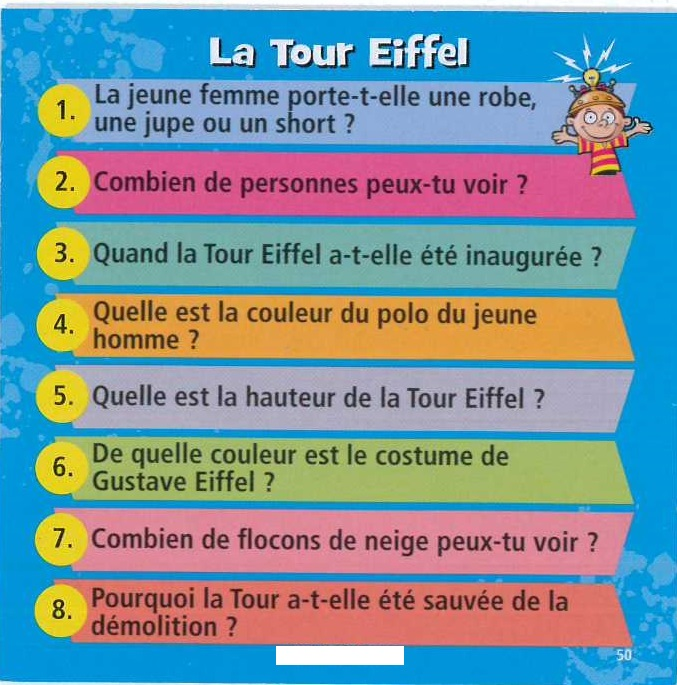 La Tour Eiffel
1. La jeune femme porte-t-elle une robe,
une jupe ou un short ?
2. Combien de personnes peux-tu voir ?
3. Quand la Tour Eiffel a-t-elle été inaugurée ?
4. Quelle est la couleur du polo du jeune
homme ?
5. Quelle est la hauteur de la Tour Eiffel ?
6. De quelle couleur est le costume de
Gustave Eiffel ?
7. Combien de flocons de neige peux-tu voir ?
8. Pourquoi la Tour a-t-elle été sauvée de la
démolition ?
50